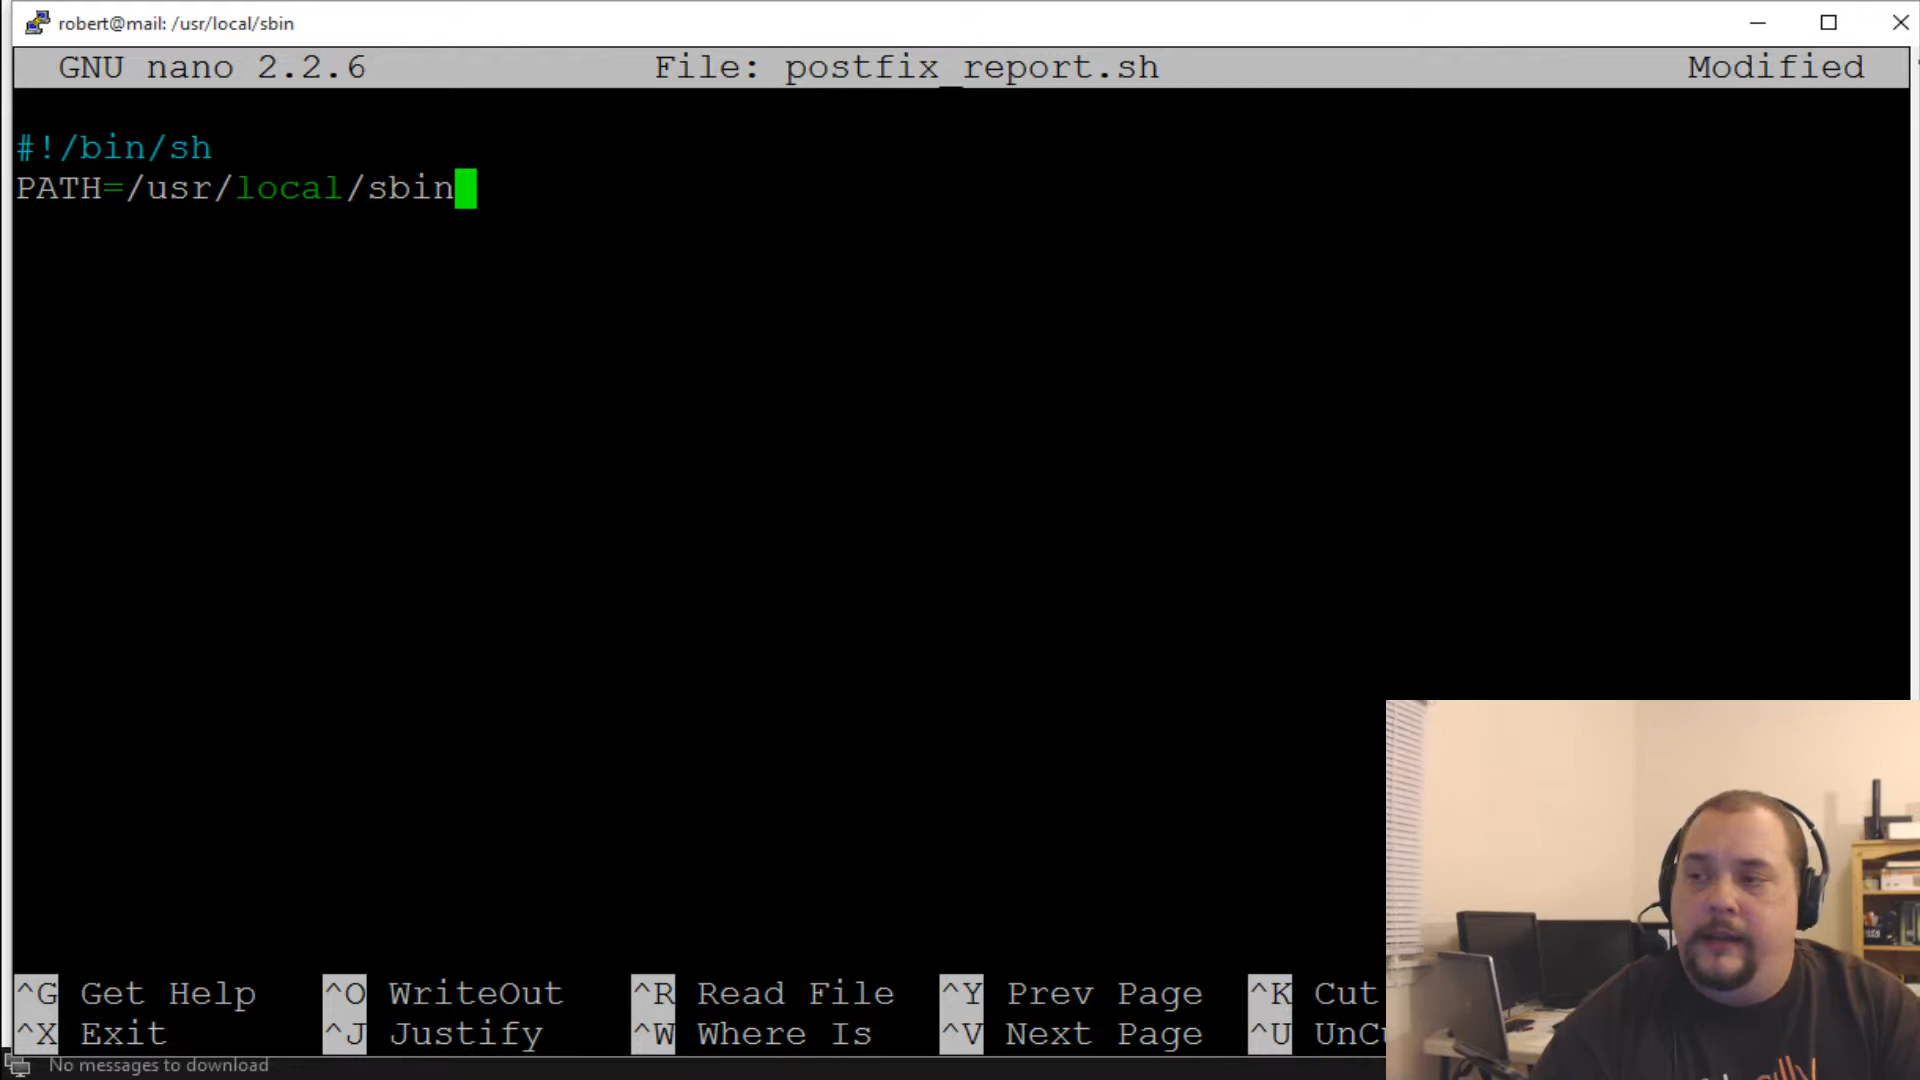 robert@mail: /usr/local/sbin
GNU nano 2.2.6 File: postfix_report.sh Modified
#!/bin/sh
PATH=/usr/local/sbin
^G Get Help ^O WriteOut ^R Read File ^Y Prev Page ^K Cut
^X Exit ^J Justify ^W Where Is ^V Next Page ^U UnCu
No messages to download